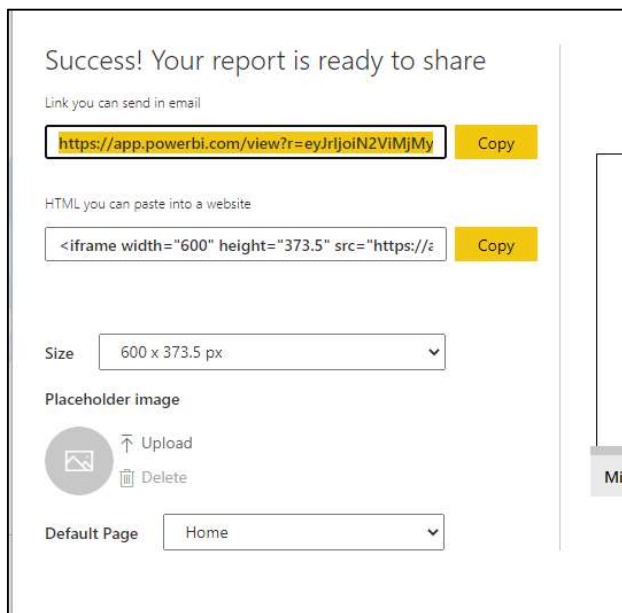 Success! Your report is ready to share
Link you can send in email
https://app.powerbi.com/view?r=eyJrIjoiN2ViMjMy Copy
HTML you can paste into a website
<iframe width="600" height="373.5" src="https://a Copy
Size 600 x 373.5 px
Placeholder image
Upload
Delete
Mi
Default Page Home